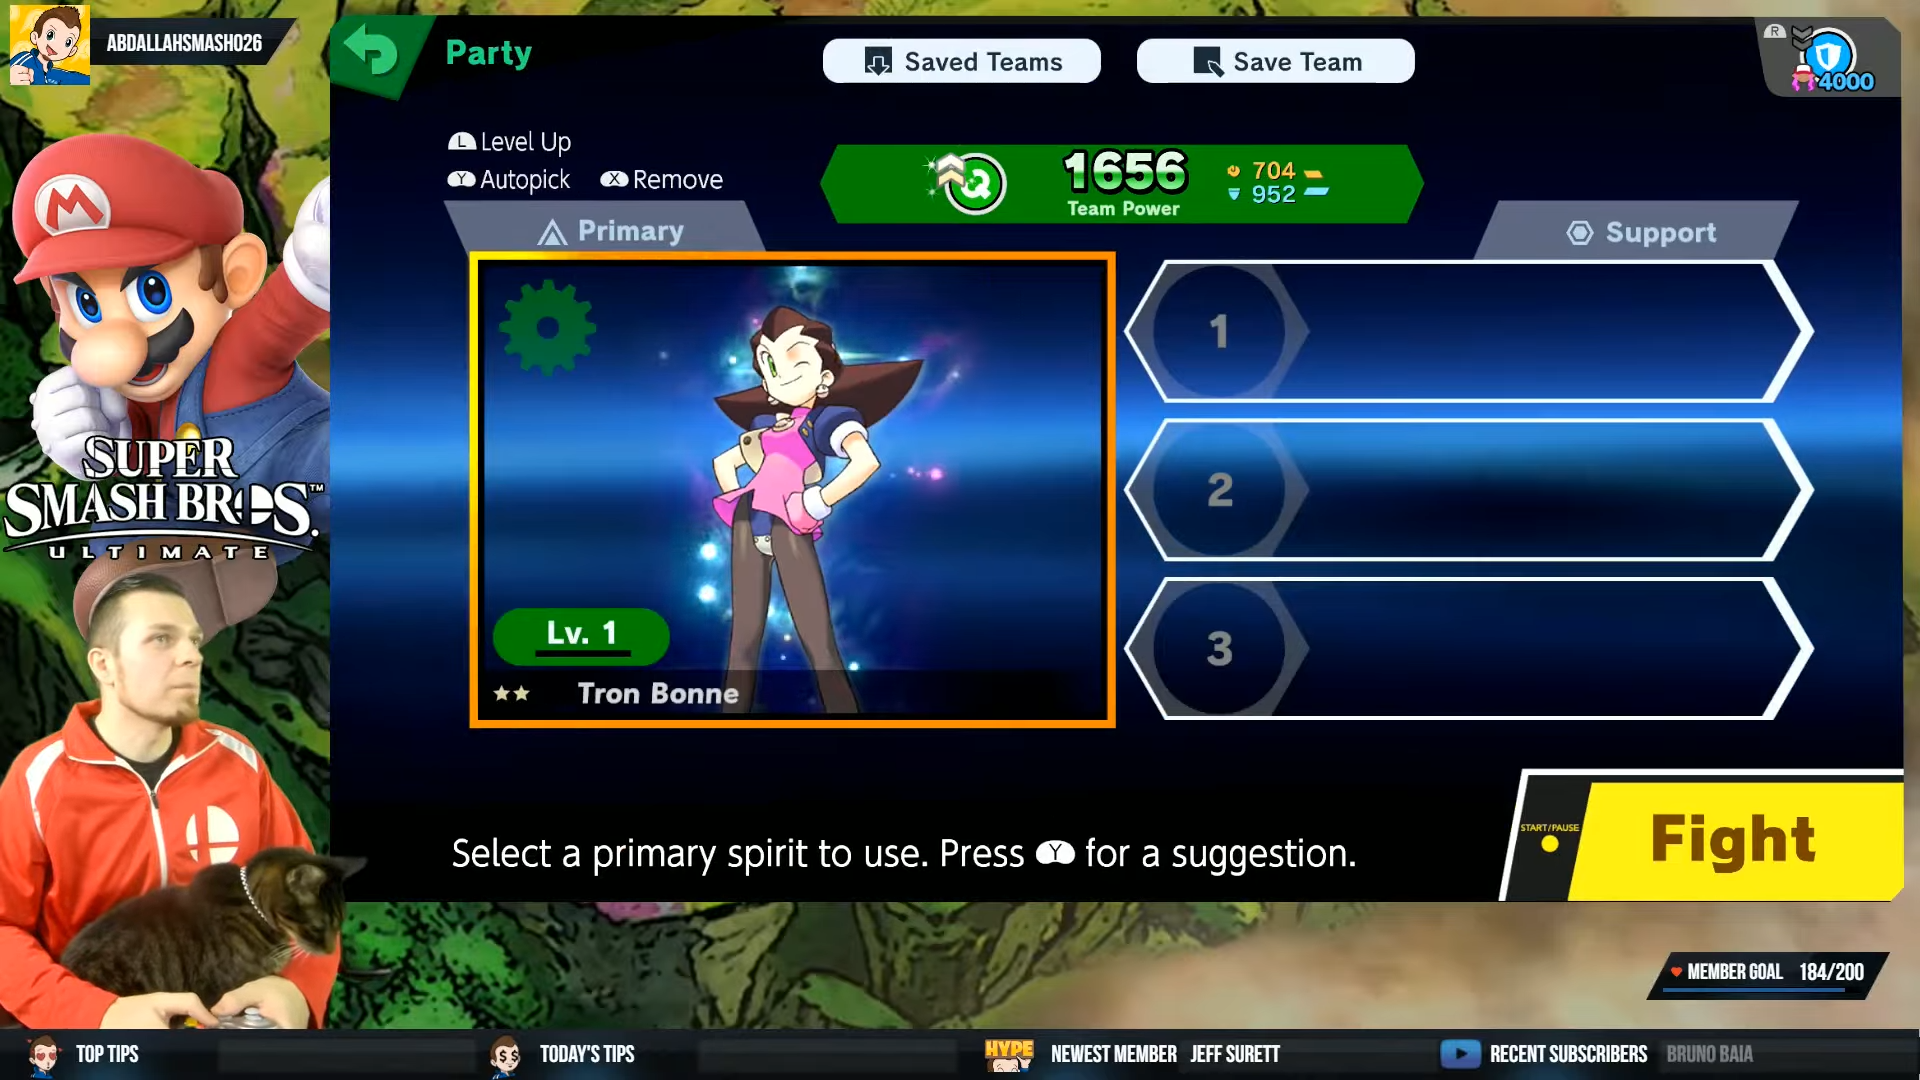 ABDALLAHSMASH026
Party
Saved Teams
Save Team
R
4000
L Level Up
Y Autopick X Remove
1656
Team Power
704
952
Primary
Support
M
SUPER
SMASH BROS.™
ULTIMATE
1
2
3
Lv. 1
★★ Tron Bonne
START/PAUSE
Fight
Select a primary spirit to use. Press Y for a suggestion.
MEMBER GOAL 184/200
TOP TIPS
TODAY'S TIPS
HYPE
NEWEST MEMBER JEFF SURETT
RECENT SUBSCRIBERS BRUNO BAIA